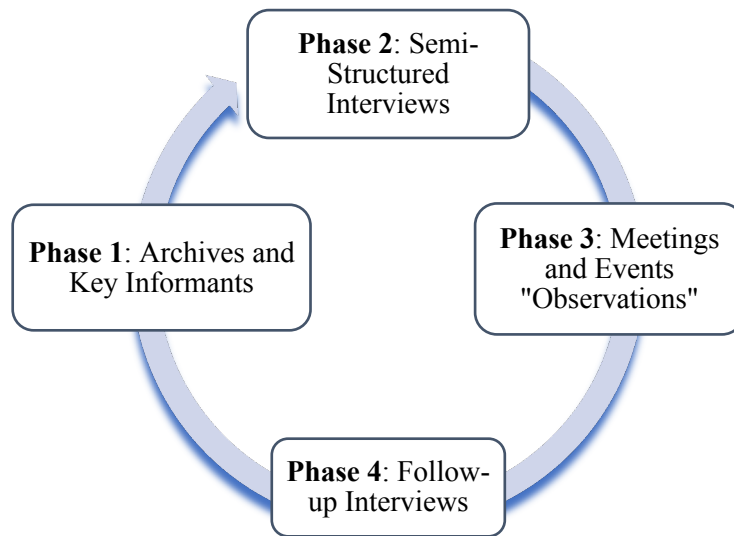 Phase 2: Semi-
Structured
Interviews
Phase 1: Archives and
Key Informants
Phase 3: Meetings
and Events
"Observations"
Phase 4: Follow-
up Interviews